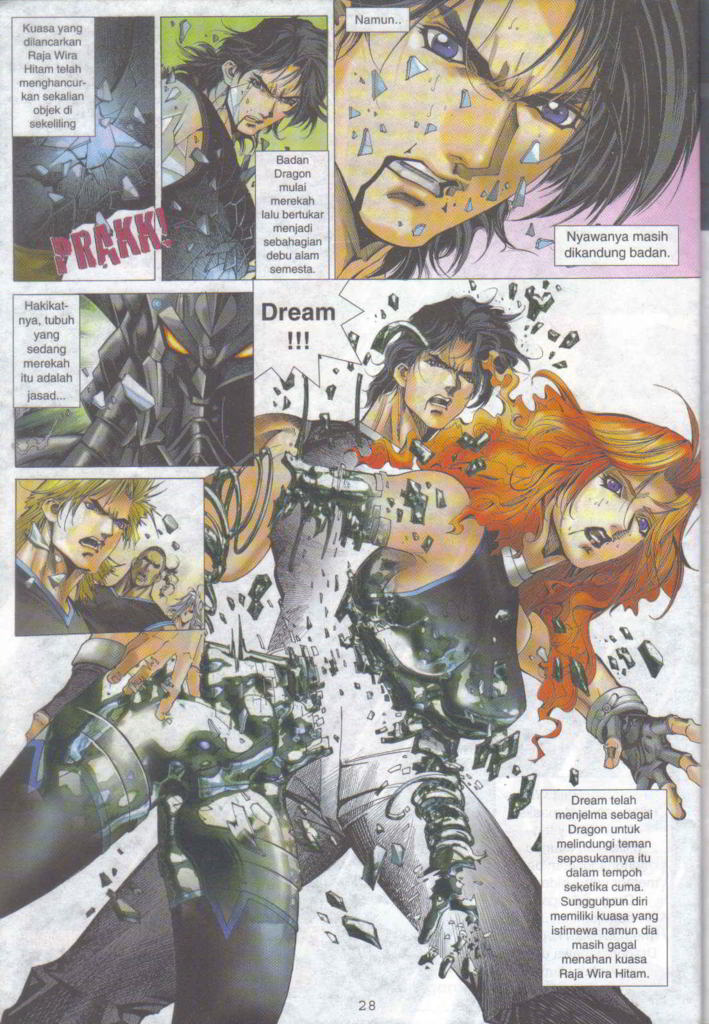 Kuasa yang
dilancarkan
Raja Wira
Hitam telah
menghancur-
kan sekalian
objek di
sekeliling
PRAKK!
Badan
Dragon
mulai
merekah
lalu bertukar
menjadi
sebahagian
debu alam
semesta.
Namun..
Nyawanya masih
dikandung badan.
Hakikat-
nya, tubuh
yang
sedang
merekah
itu adalah
jasad...
Dream
!!!
Dream telah
menjelma sebagai
Dragon untuk
melindungi teman
sepasukannya itu
dalam tempoh
seketika cuma.
Sungguhpun diri
memiliki kuasa yang
istimewa namun dia
masih gagal
menahan kuasa
Raja Wira Hitam.
28